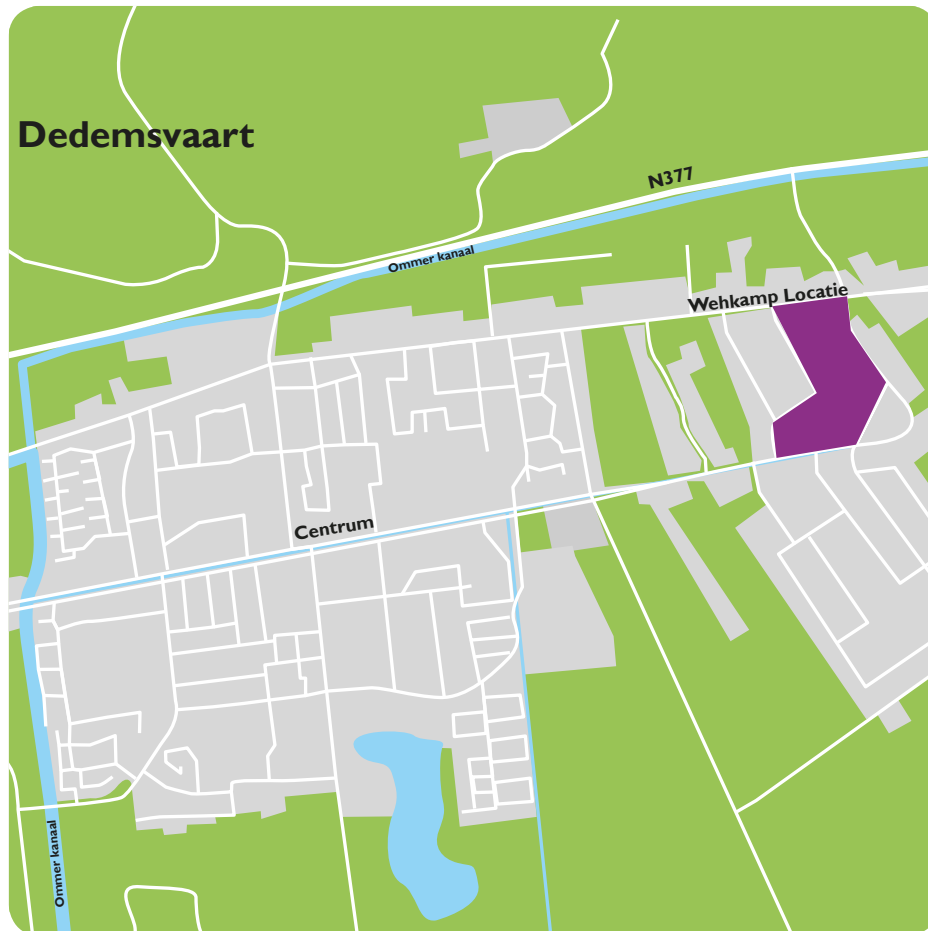 Dedemsvaart
N377
Ommer kanaal
Wehkamp Locatie
Centrum
Ommer kanaal